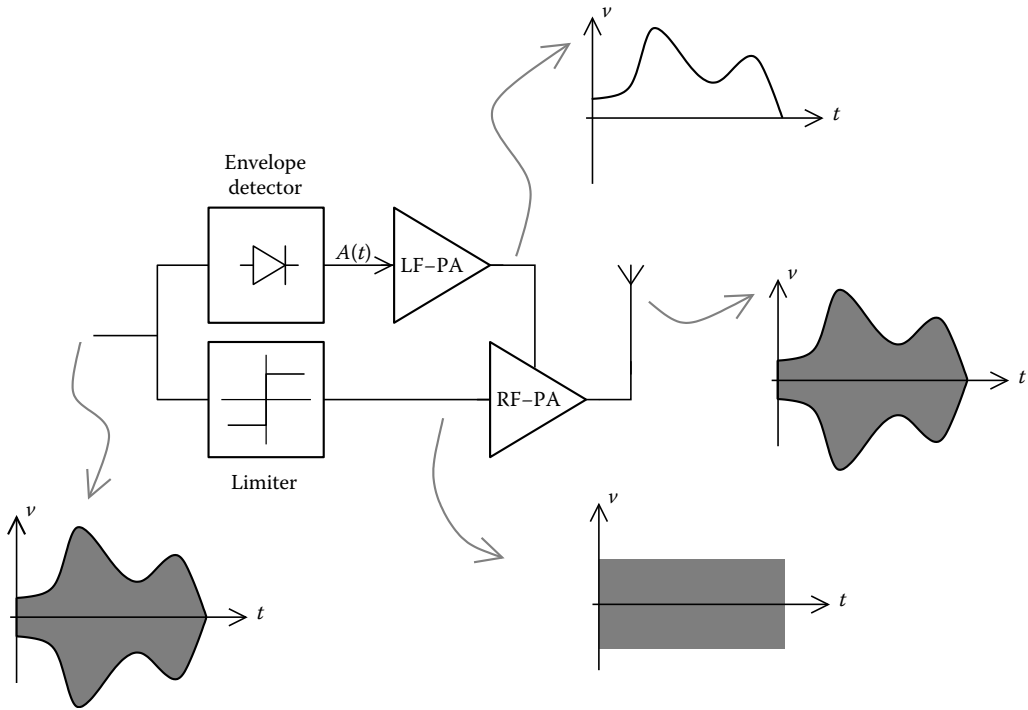 v
t
Envelope
detector
A(t)
LF–PA
v
t
RF–PA
Limiter
v
t
v
t